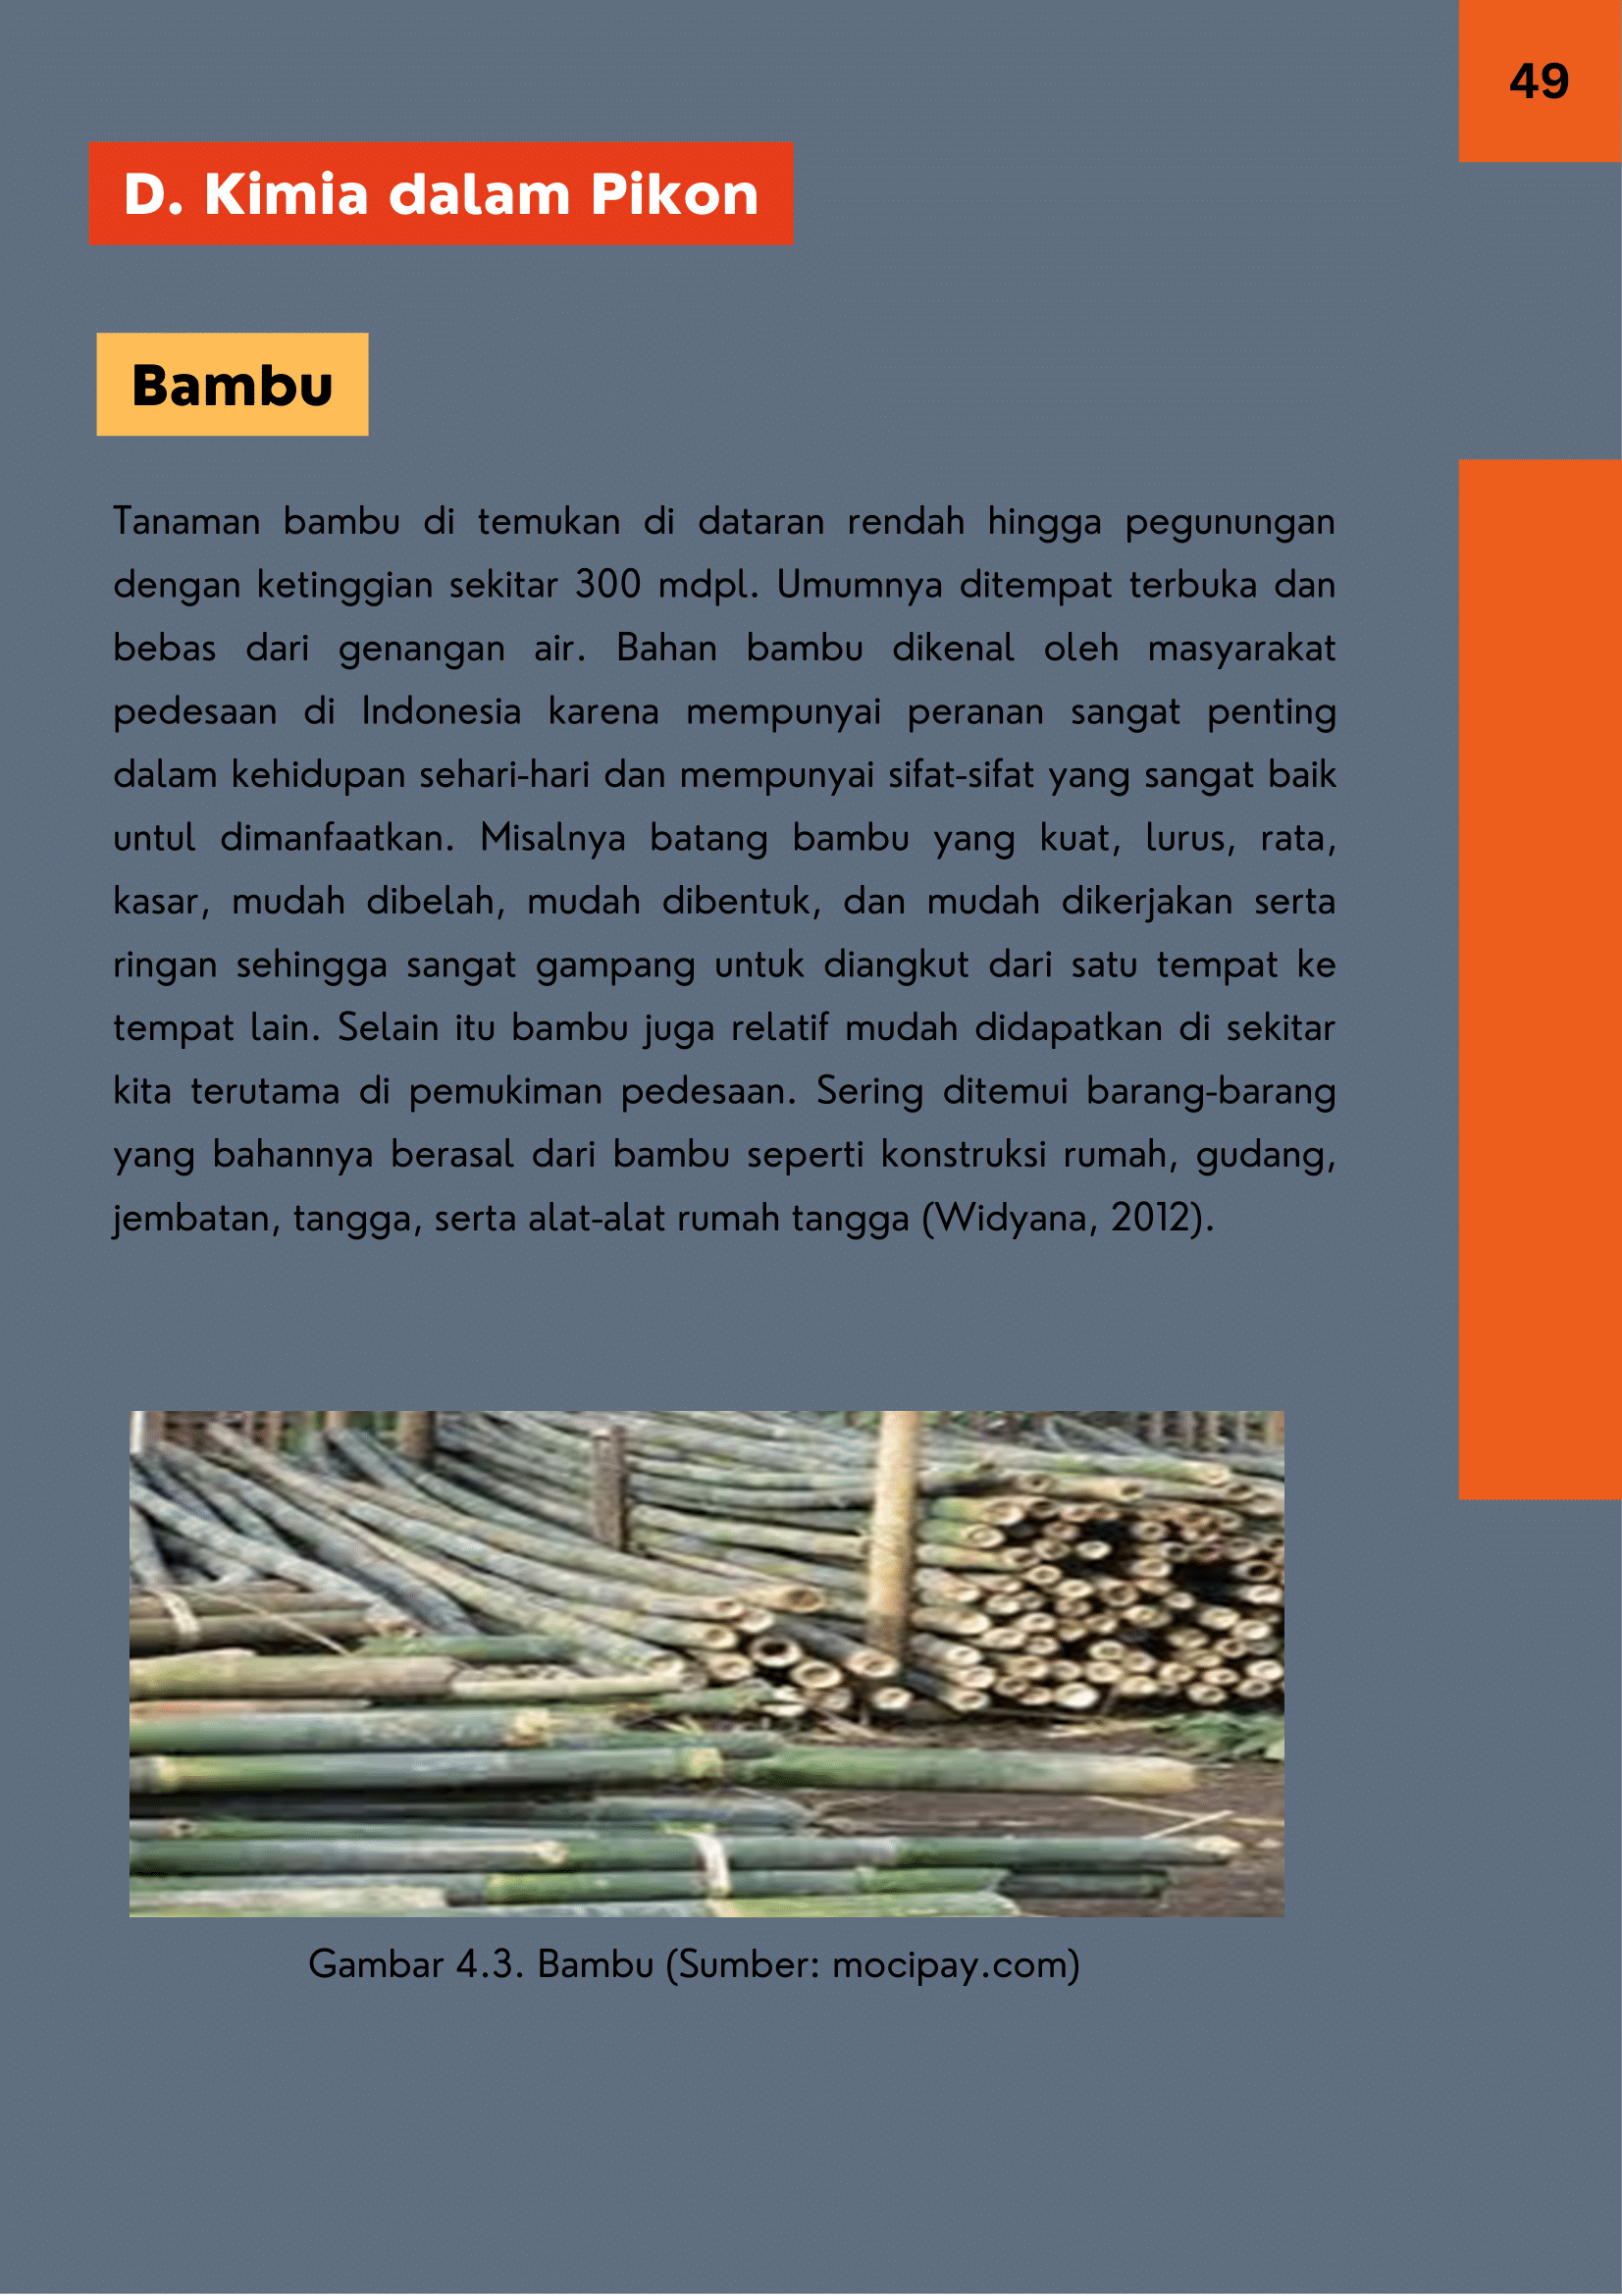 49
D. Kimia dalam Pikon
Bambu
Tanaman bambu di temukan di dataran rendah hingga pegunungan
dengan ketinggian sekitar 300 mdpl. Umumnya ditempat terbuka dan
bebas dari genangan air. Bahan bambu dikenal oleh masyarakat
pedesaan di Indonesia karena mempunyai peranan sangat penting
dalam kehidupan sehari-hari dan mempunyai sifat-sifat yang sangat baik
untul dimanfaatkan. Misalnya batang bambu yang kuat, lurus, rata,
kasar, mudah dibelah, mudah dibentuk, dan mudah dikerjakan serta
ringan sehingga sangat gampang untuk diangkut dari satu tempat ke
tempat lain. Selain itu bambu juga relatif mudah didapatkan di sekitar
kita terutama di pemukiman pedesaan. Sering ditemui barang-barang
yang bahannya berasal dari bambu seperti konstruksi rumah, gudang,
jembatan, tangga, serta alat-alat rumah tangga (Widyana, 2012).
Gambar 4.3. Bambu (Sumber: mocipay.com)